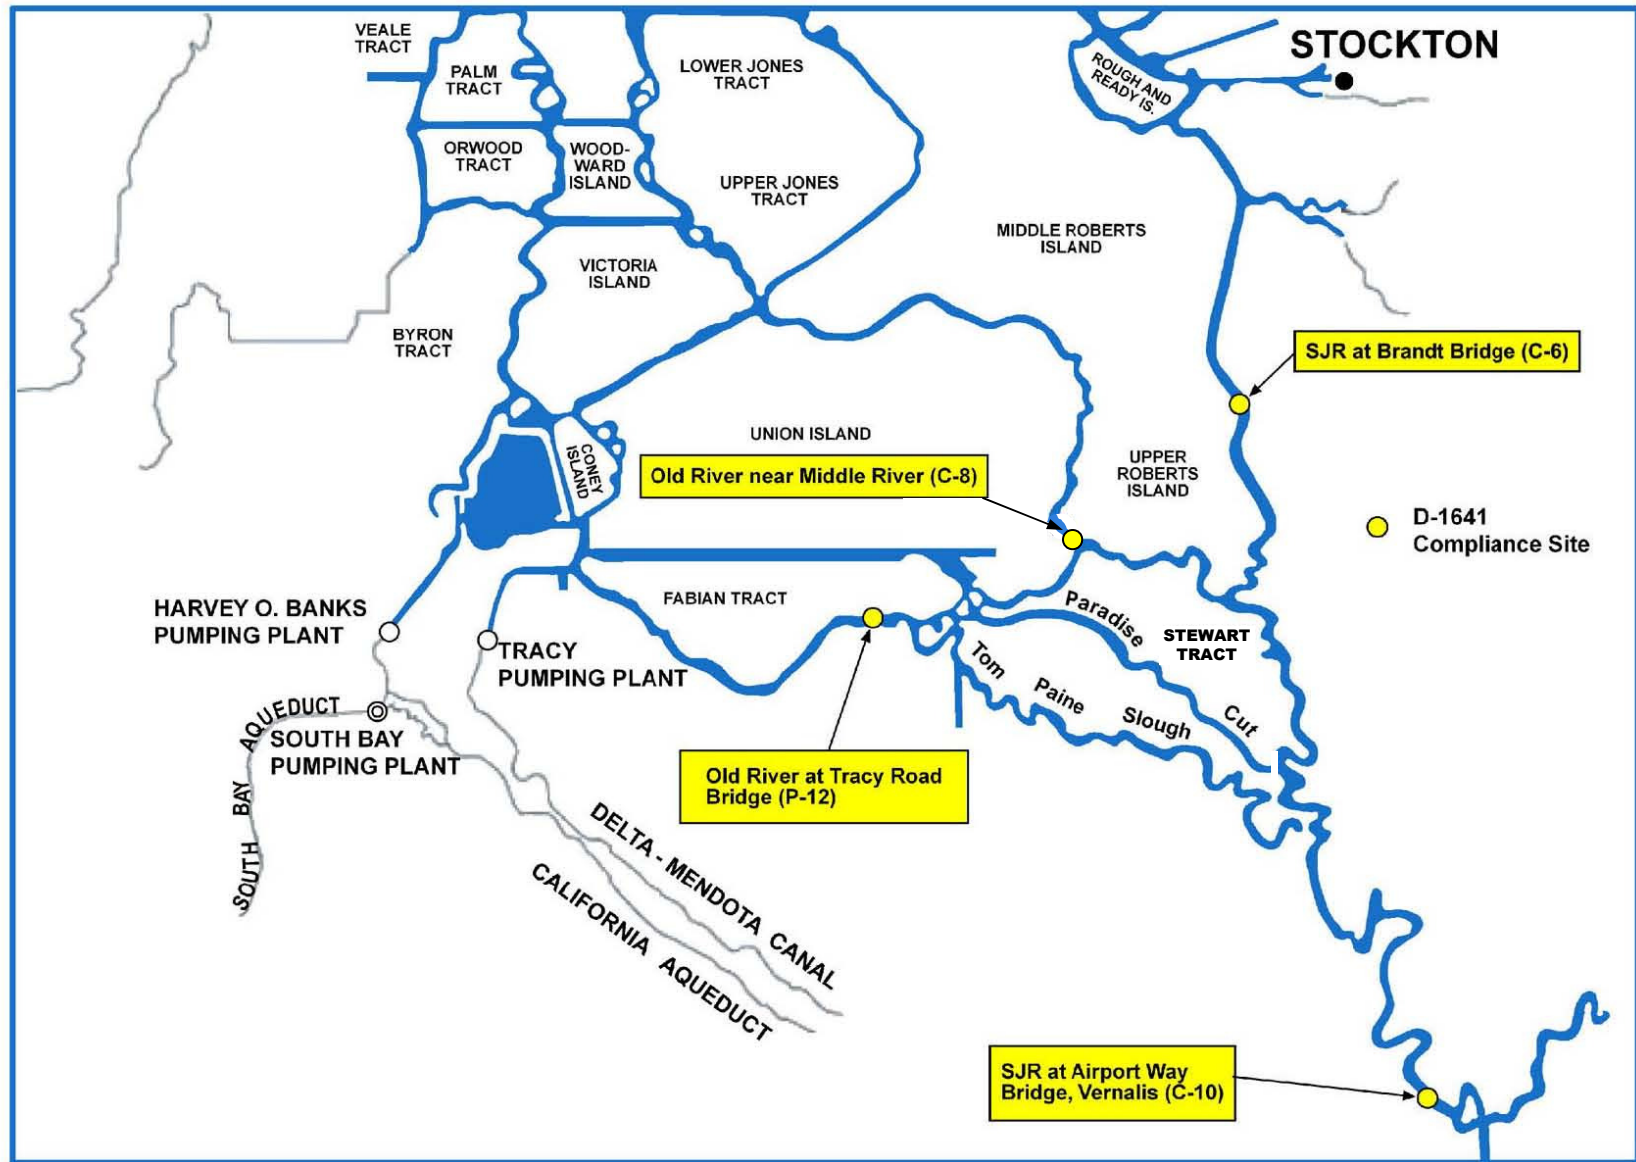 VEALE
TRACT
PALM
TRACT
LOWER JONES
TRACT
ROUGH AND
READY IS.
STOCKTON
ORWOOD
TRACT
WOOD-
WARD
ISLAND
UPPER JONES
TRACT
MIDDLE ROBERTS
ISLAND
VICTORIA
ISLAND
BYRON
TRACT
SJR at Brandt Bridge (C-6)
UNION ISLAND
CONEY
ISLAND
UPPER
ROBERTS
ISLAND
Old River near Middle River (C-8)
D-1641
Compliance Site
FABIAN TRACT
HARVEY O. BANKS
PUMPING PLANT
TRACY
PUMPING PLANT
Paradise Cut
STEWART
TRACT
Tom Paine Slough
SOUTH BAY AQUEDUCT
SOUTH BAY
PUMPING PLANT
Old River at Tracy Road
Bridge (P-12)
DELTA - MENDOTA CANAL
CALIFORNIA AQUEDUCT
SJR at Airport Way
Bridge, Vernalis (C-10)